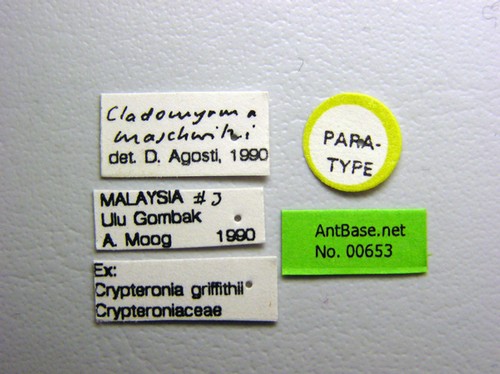 Cladomyrma
maschwitzi
det. D. Agosti, 1990
PARA-
TYPE
MALAYSIA #3
Ulu Gombak
A. Moog 1990
AntBase.net
No. 00653
Ex:
Crypteronia griffithii
Crypteroniaceae